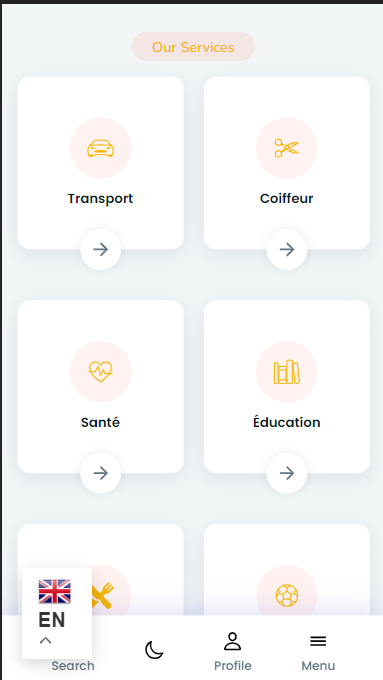 Our Services
Transport
Coiffeur
Santé
Éducation
EN
Search
Profile
Menu